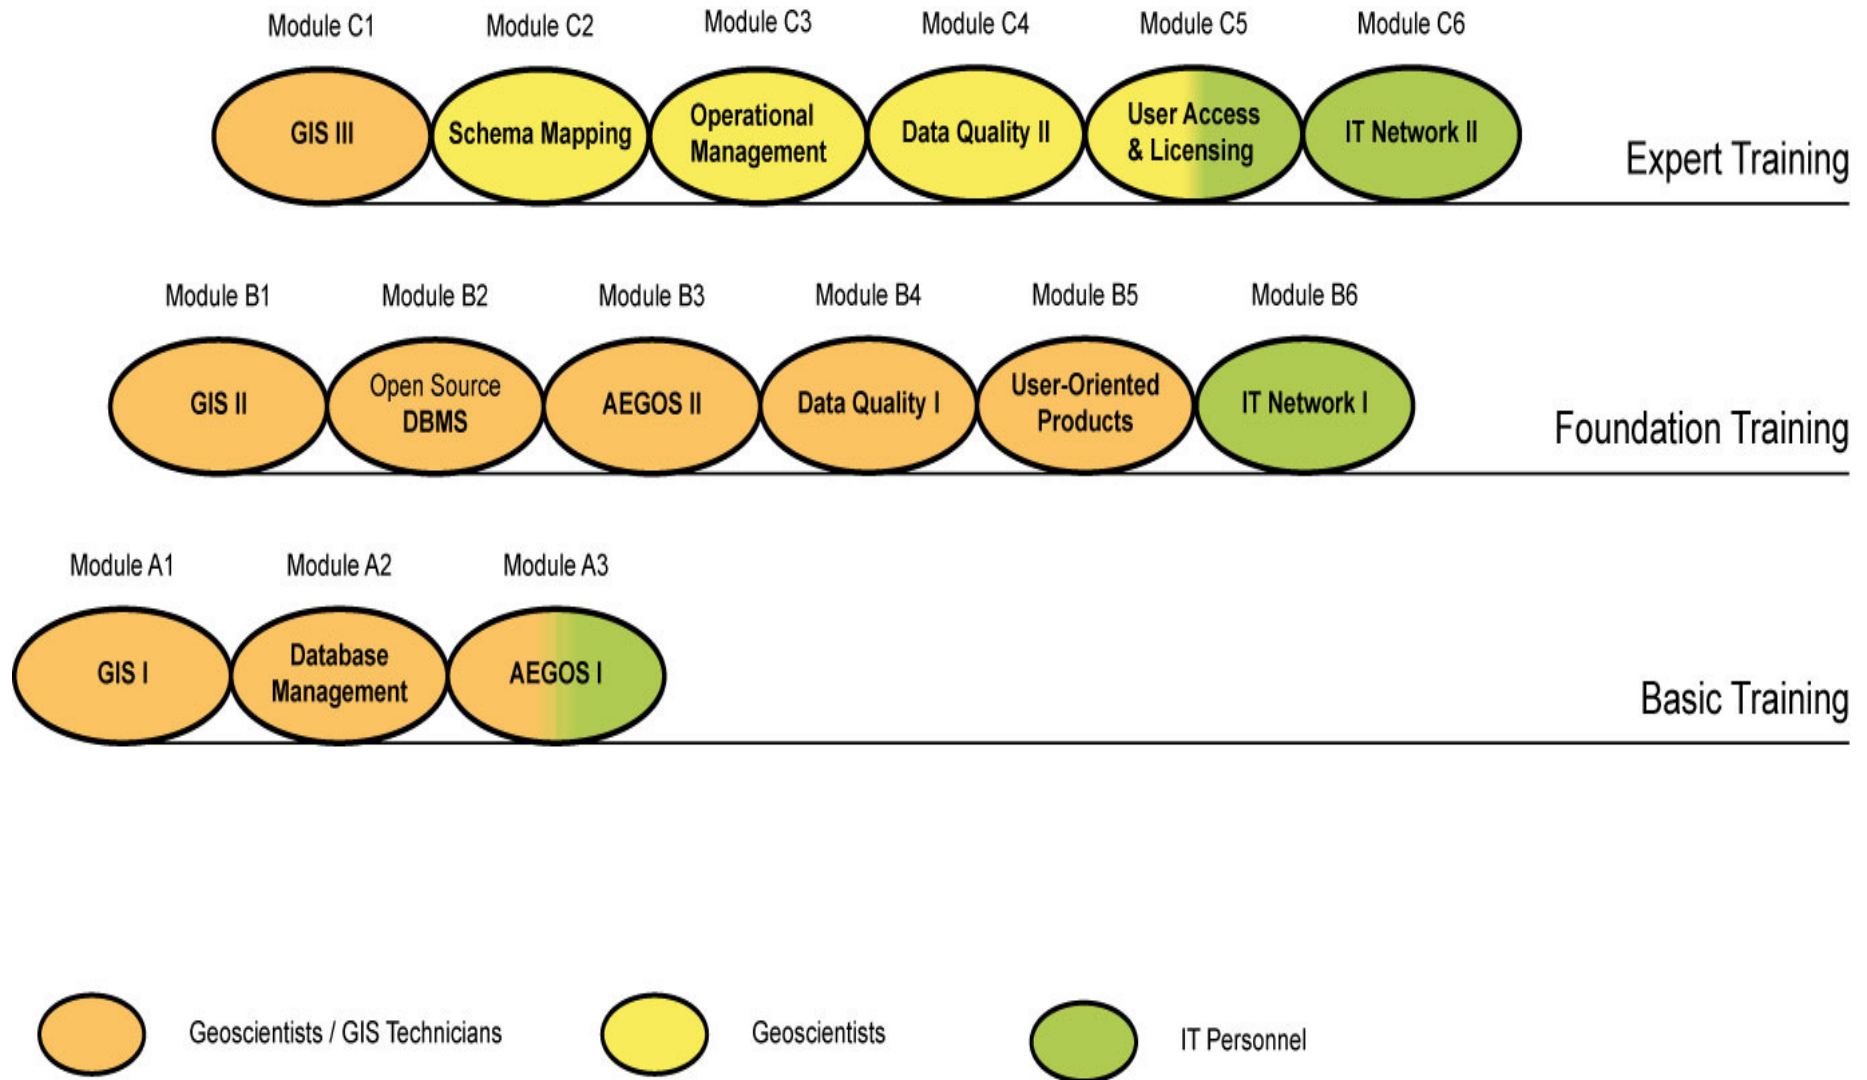 Module C1
Module C2
Module C3
Module C4
Module C5
Module C6
GIS III
Schema Mapping
Operational
Management
Data Quality II
User Access
& Licensing
IT Network II
Expert Training
Module B1
Module B2
Module B3
Module B4
Module B5
Module B6
GIS II
Open Source
DBMS
AEGOS II
Data Quality I
User-Oriented
Products
IT Network I
Foundation Training
Module A1
Module A2
Module A3
GIS I
Database
Management
AEGOS I
Basic Training
Geoscientists / GIS Technicians
Geoscientists
IT Personnel